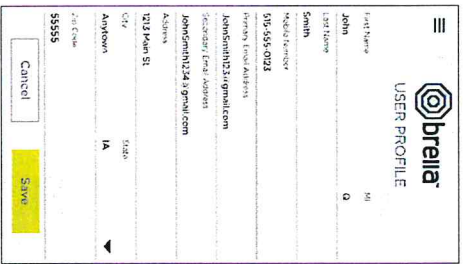 brella
USER PROFILE
First Name MI
John Q
Last Name
Smith
Mobile Number
515-555-0123
Primary Email Address
JohnSmith123@gmail.com
Secondary Email Address
JohnSmith1234@gmail.com
Address
1213 Main St
City State
Anytown IA
Zip Code
55555
Cancel Save